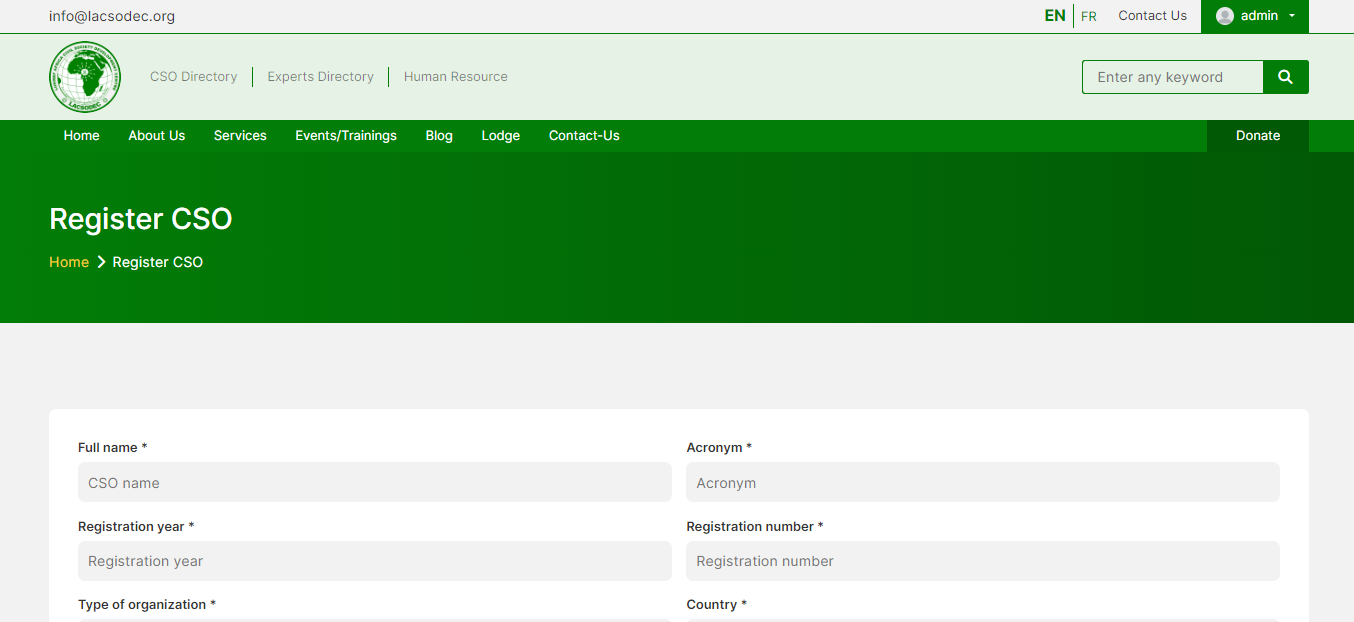 info@lacsodec.org
EN FR Contact Us admin
LACSODEC
CSO Directory Experts Directory Human Resource
Enter any keyword
Home About Us Services Events/Trainings Blog Lodge Contact-Us Donate
Register CSO
Home Register CSO
Full name * Acronym *
CSO name Acronym
Registration year * Registration number *
Registration year Registration number
Type of organization * Country *